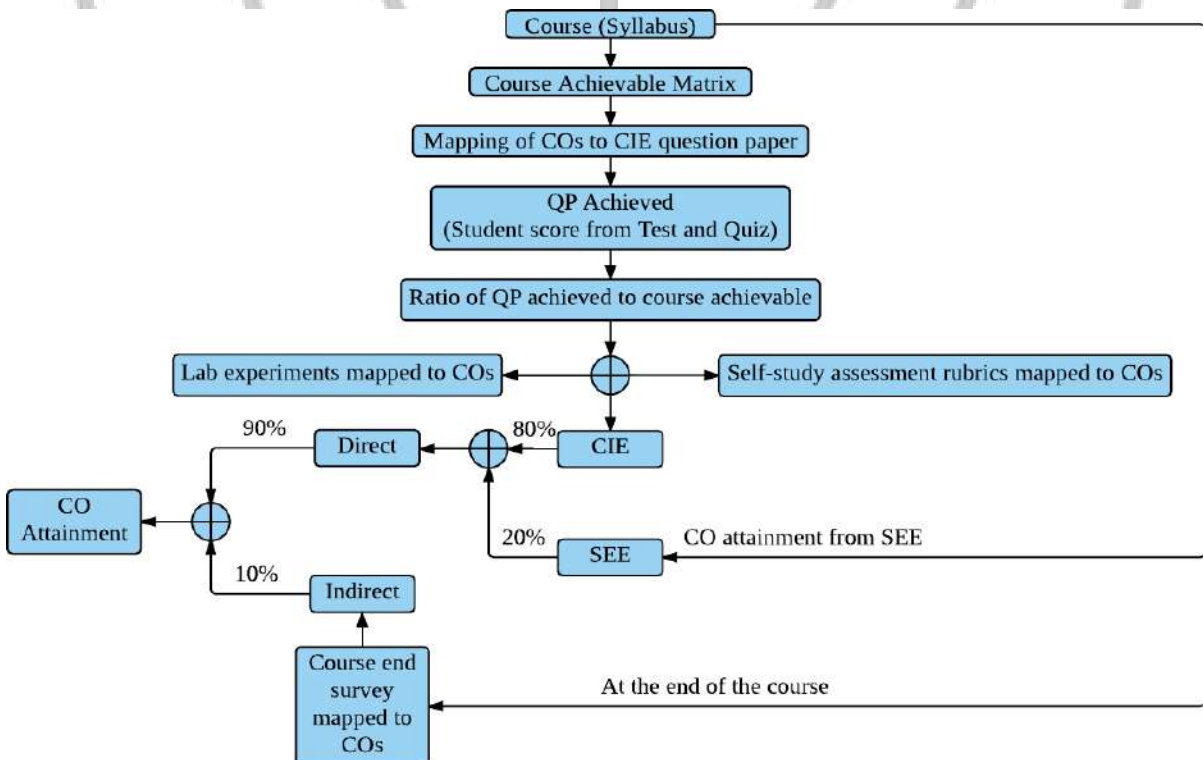 Course (Syllabus)
Course Achievable Matrix
Mapping of COs to CIE question paper
QP Achieved
(Student score from Test and Quiz)
Ratio of QP achieved to course achievable
Lab experiments mapped to COs
Self-study assessment rubrics mapped to COs
90%
Direct
80%
CIE
CO
Attainment
20%
SEE
CO attainment from SEE
10%
Indirect
Course end
survey
mapped to
COs
At the end of the course